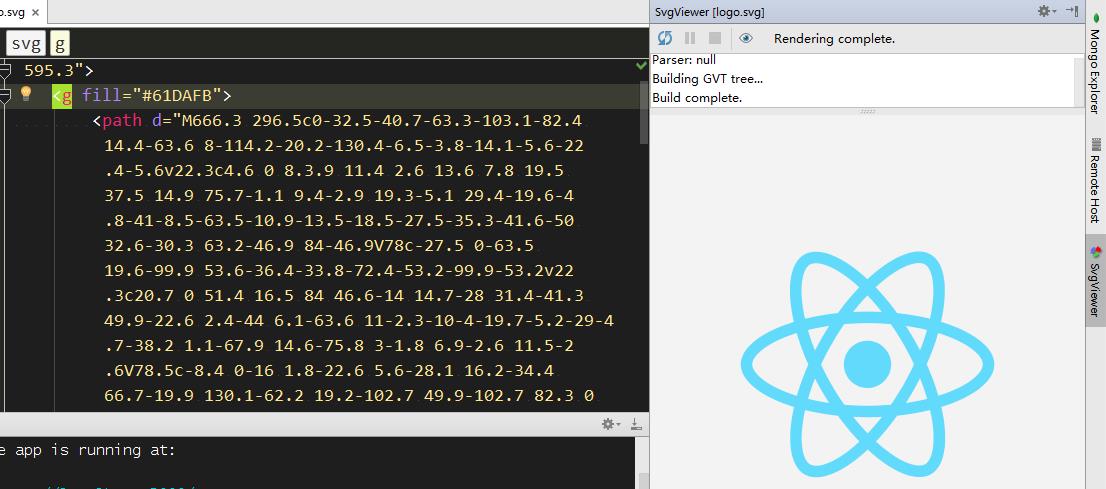 o.svg ×
svg g
595.3">
<g fill="#61DAFB">
<path d="M666.3 296.5c0-32.5-40.7-63.3-103.1-82.4
14.4-63.6 8-114.2-20.2-130.4-6.5-3.8-14.1-5.6-22
.4-5.6v22.3c4.6 0 8.3.9 11.4 2.6 13.6 7.8 19.5
37.5 14.9 75.7-1.1 9.4-2.9 19.3-5.1 29.4-19.6-4
.8-41-8.5-63.5-10.9-13.5-18.5-27.5-35.3-41.6-50
32.6-30.3 63.2-46.9 84-46.9V78c-27.5 0-63.5
19.6-99.9 53.6-36.4-33.8-72.4-53.2-99.9-53.2v22
.3c20.7 0 51.4 16.5 84 46.6-14 14.7-28 31.4-41.3
49.9-22.6 2.4-44 6.1-63.6 11-2.3-10-4-19.7-5.2-29-4
.7-38.2 1.1-67.9 14.6-75.8 3-1.8 6.9-2.6 11.5-2
.6V78.5c-8.4 0-16 1.8-22.6 5.6-28.1 16.2-34.4
66.7-19.9 130.1-62.2 19.2-102.7 49.9-102.7 82.3 0
e app is running at:
SvgViewer [logo.svg]
Rendering complete.
Parser: null
Building GVT tree...
Build complete.
Mongo Explorer
Remote Host
SvgViewer